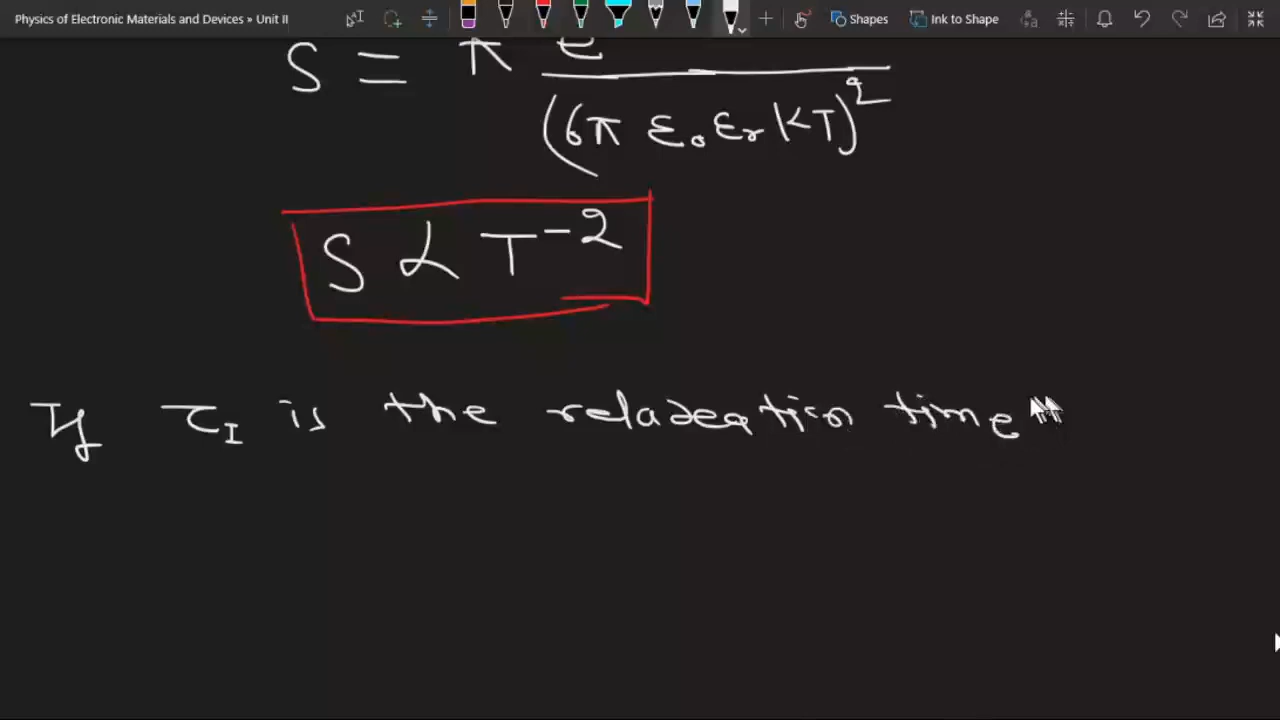 Physics of Electronic Materials and Devices » Unit II
Shapes
Ink to Shape
S = π e
(6π ε₀ εᵣ KT)²
S ∝ T⁻²
If τ_I is the relaxation time